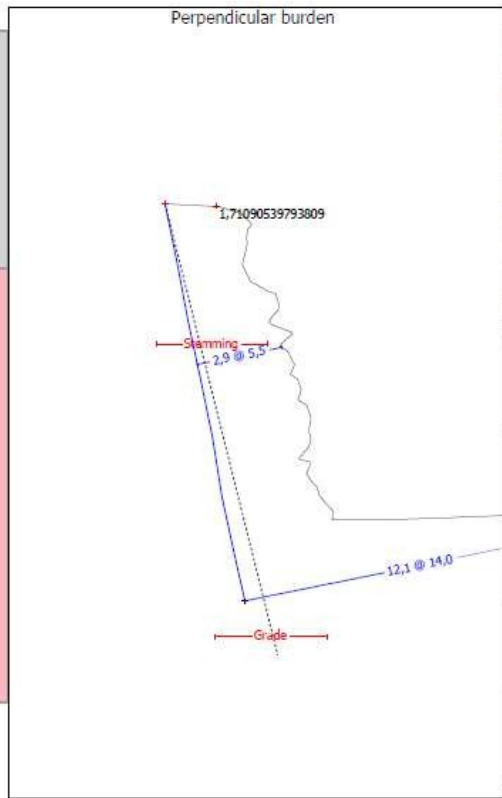 Perpendicular burden
1,71090539793809
Stemming
2,9 @ 5,5
12,1 @ 14,0
Grade